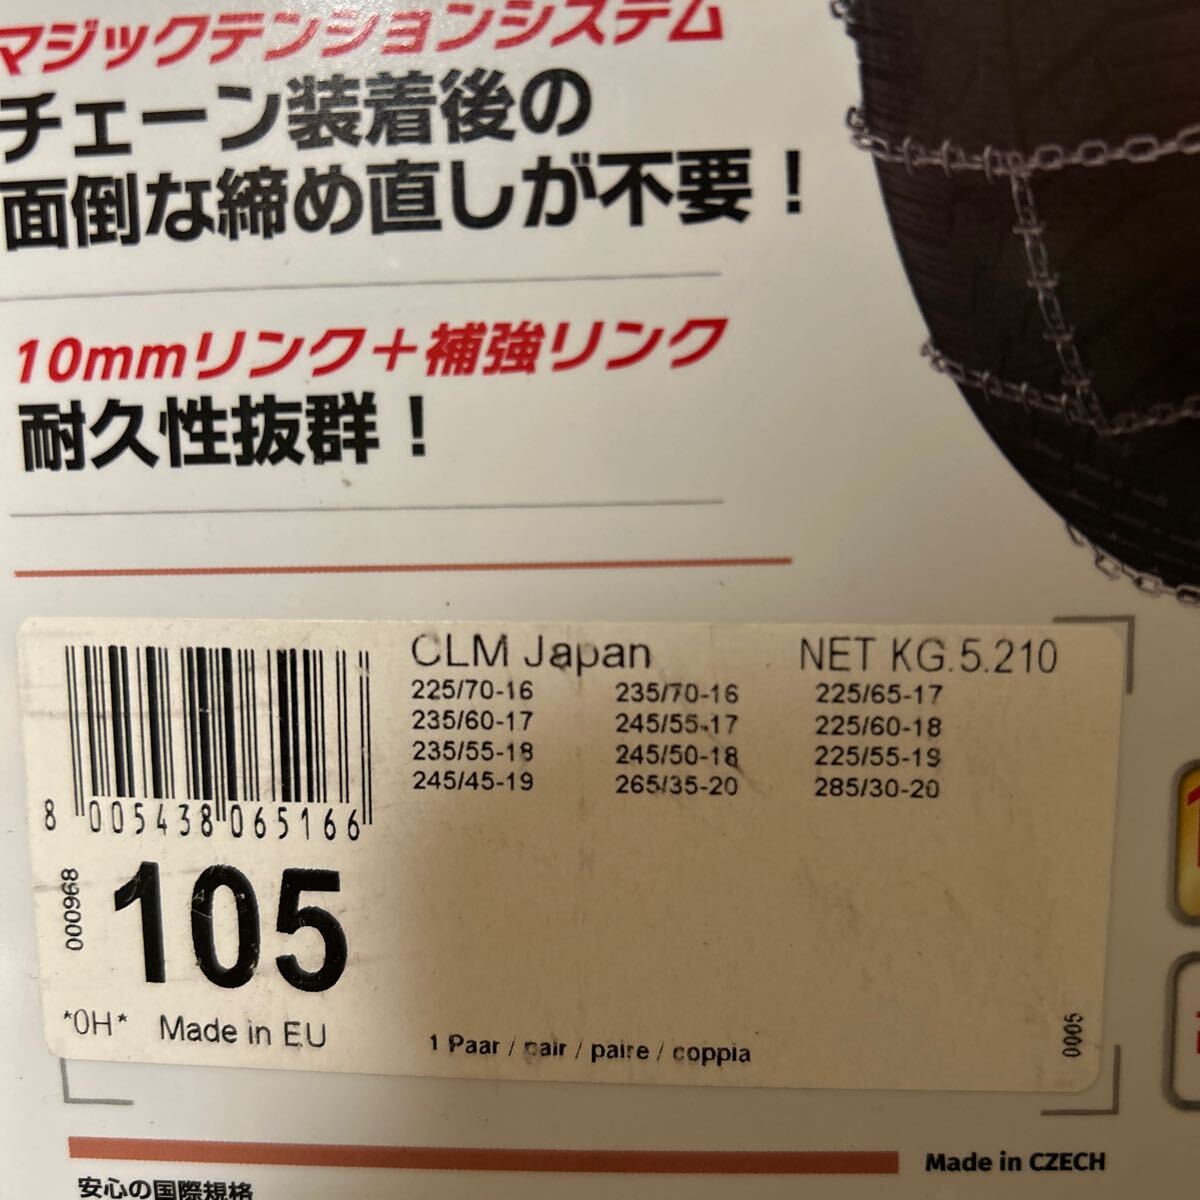 マジックテンションシステム
チェーン装着後の
面倒な締め直しが不要！
10mmリンク＋補強リンク
耐久性抜群！
CLM Japan NET KG.5.210
225/70-16 235/70-16 225/65-17
235/60-17 245/55-17 225/60-18
235/55-18 245/50-18 225/55-19
245/45-19 265/35-20 285/30-20
8 005438 065166
000968
105
*OH* Made in EU
1 Paar / pair / paire / coppia
0005
Made in CZECH
安心の国際規格